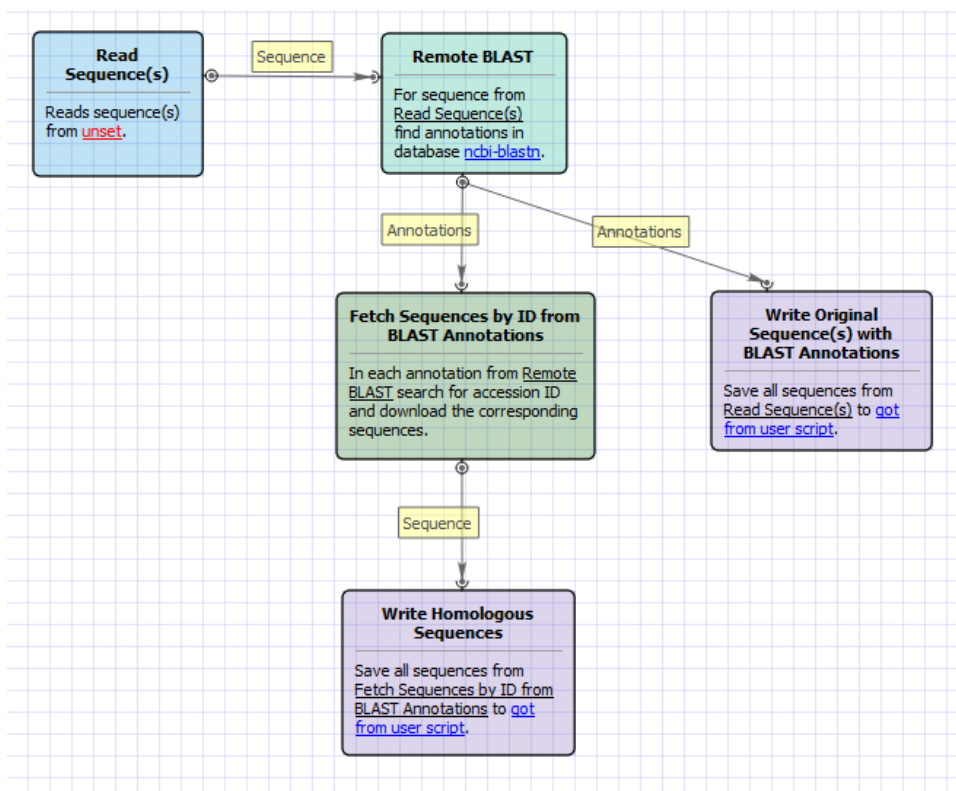 Read
Sequence(s)
Reads sequence(s)
from unset.
Sequence
Remote BLAST
For sequence from
Read Sequence(s)
find annotations in
database ncbi-blastn.
Annotations
Annotations
Fetch Sequences by ID from
BLAST Annotations
In each annotation from Remote
BLAST search for accession ID
and download the corresponding
sequences.
Write Original
Sequence(s) with
BLAST Annotations
Save all sequences from
Read Sequence(s) to got
from user script.
Sequence
Write Homologous
Sequences
Save all sequences from
Fetch Sequences by ID from
BLAST Annotations to got
from user script.